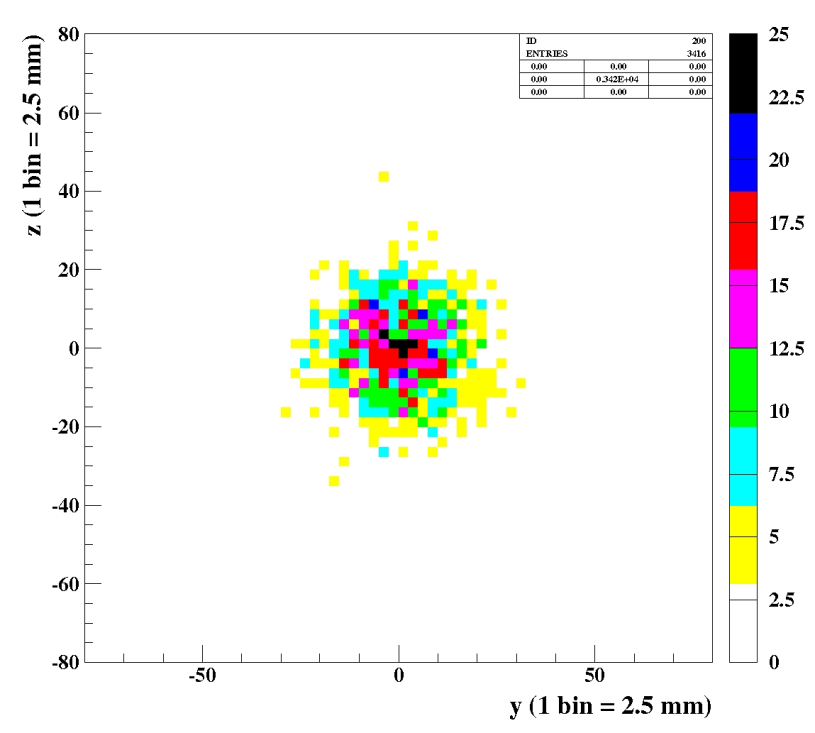 80
60
40
20
0
-20
-40
-60
-80
z (1 bin = 2.5 mm)
ID 200
ENTRIES 3416
0.00 0.00 0.00
0.00 0.342E+04 0.00
0.00 0.00 0.00
25
22.5
20
17.5
15
12.5
10
7.5
5
2.5
0
-50 0 50
y (1 bin = 2.5 mm)